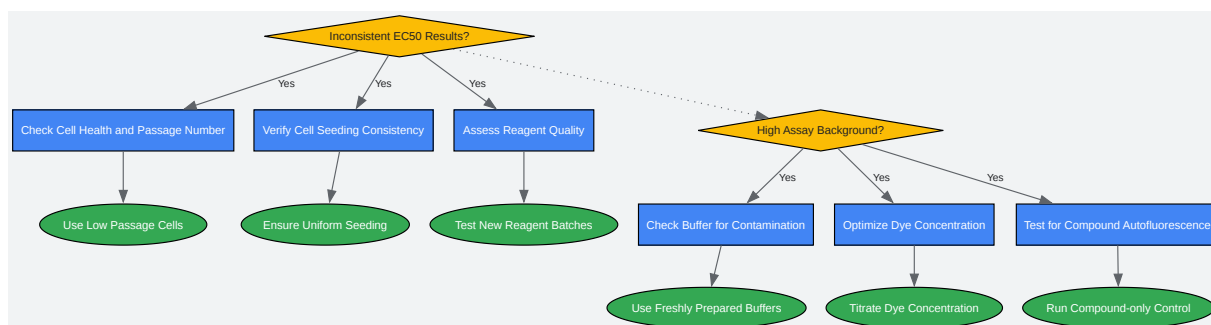 Inconsistent EC50 Results?
Yes
Yes
Yes
Check Cell Health and Passage Number
Verify Cell Seeding Consistency
Assess Reagent Quality
High Assay Background?
Yes
Yes
Yes
Use Low Passage Cells
Ensure Uniform Seeding
Test New Reagent Batches
Check Buffer for Contamination
Optimize Dye Concentration
Test for Compound Autofluorescence
Use Freshly Prepared Buffers
Titrate Dye Concentration
Run Compound-only Control